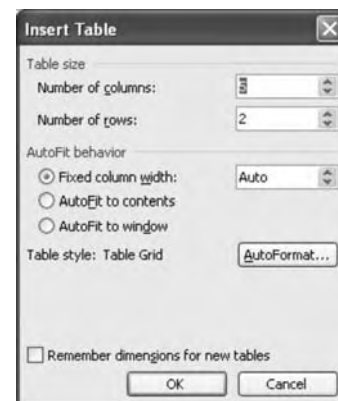 Insert Table
Table size
Number of columns:
Number of rows: 2
AutoFit behavior
Fixed column width: Auto
AutoFit to contents
AutoFit to window
Table style: Table Grid AutoFormat...
Remember dimensions for new tables
OK Cancel